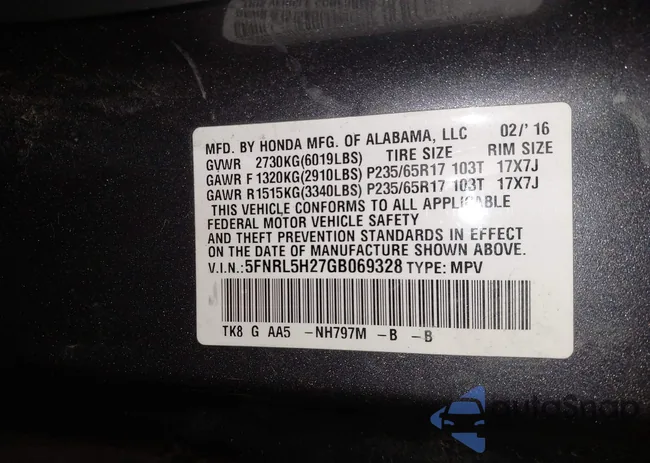 MFD. BY HONDA MFG. OF ALABAMA, LLC 02/'16
GVWR 2730KG(6019LBS) TIRE SIZE RIM SIZE
GAWR F1320KG(2910LBS) P235/65R17 103T 17X7J
GAWR R1515KG(3340LBS) P235/65R17 103T 17X7J
THIS VEHICLE CONFORMS TO ALL APPLICABLE
FEDERAL MOTOR VEHICLE SAFETY
AND THEFT PREVENTION STANDARDS IN EFFECT
ON THE DATE OF MANUFACTURE SHOWN ABOVE.
V.I.N.:5FNRL5H27GB069328 TYPE: MPV
TK8 G AA5 -NH797M -B -B
autoSnap